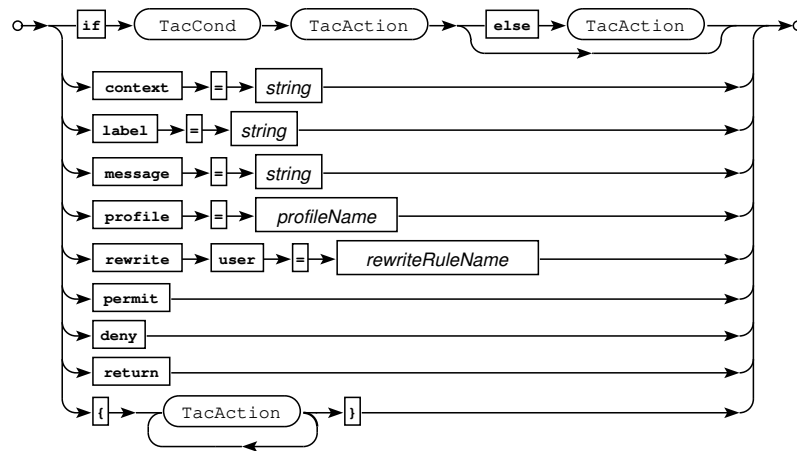 if TacCond TacAction else TacAction
context = string
label = string
message = string
profile = profileName
rewrite user = rewriteRuleName
permit
deny
return
{ TacAction }